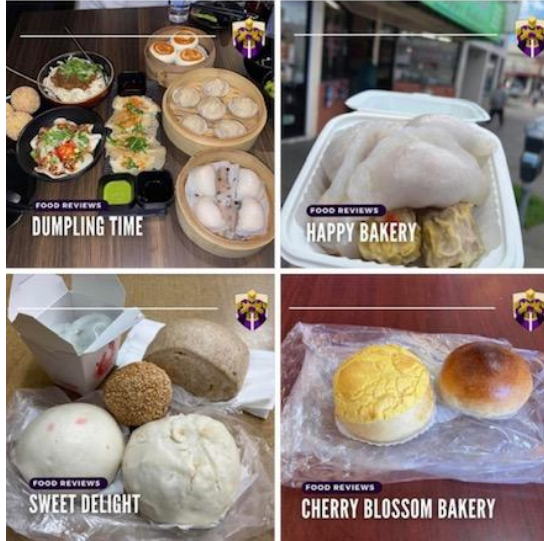 FOOD REVIEWS
DUMPLING TIME
FOOD REVIEWS
HAPPY BAKERY
FOOD REVIEWS
SWEET DELIGHT
FOOD REVIEWS
CHERRY BLOSSOM BAKERY